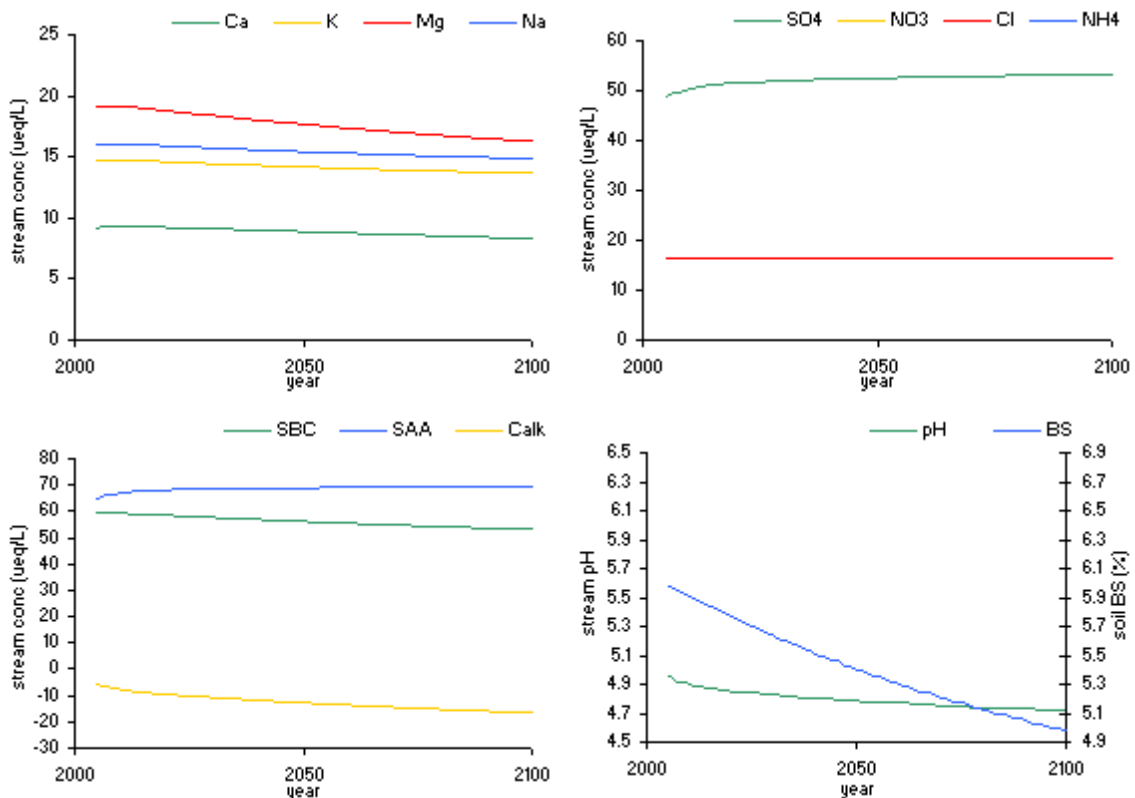 Ca K Mg Na
25
20
15
10
5
0
stream conc (ueq/L)
2000 2050 2100
year
SO4 NO3 Cl NH4
60
50
40
30
20
10
0
stream conc (ueq/L)
2000 2050 2100
year
SBC SAA Calk
80
70
60
50
40
30
20
10
0
-10
-20
-30
stream conc (ueq/L)
2000 2050 2100
year
pH BS
6.5
6.3
6.1
5.9
5.7
5.5
5.3
5.1
4.9
4.7
4.5
stream pH
6.9
6.7
6.5
6.3
6.1
5.9
5.7
5.5
5.3
5.1
4.9
soil BS (%)
2000 2050 2100
year